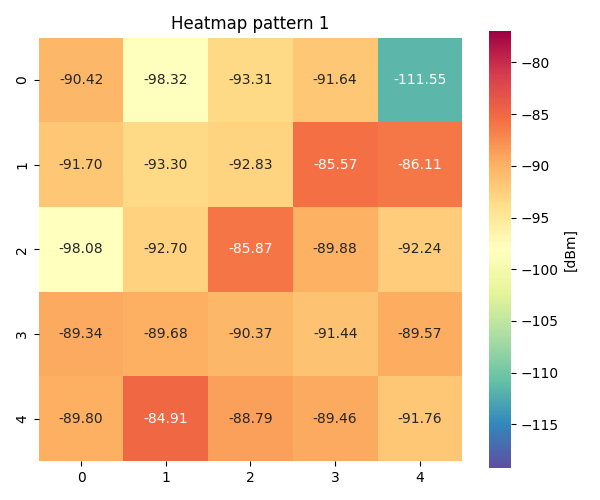 Heatmap pattern 1
0 -90.42 -98.32 -93.31 -91.64 -111.55
1 -91.70 -93.30 -92.83 -85.57 -86.11
2 -98.08 -92.70 -85.87 -89.88 -92.24
3 -89.34 -89.68 -90.37 -91.44 -89.57
4 -89.80 -84.91 -88.79 -89.46 -91.76
0 1 2 3 4
−80
−85
−90
−95
−100
−105
−110
−115
[dBm]